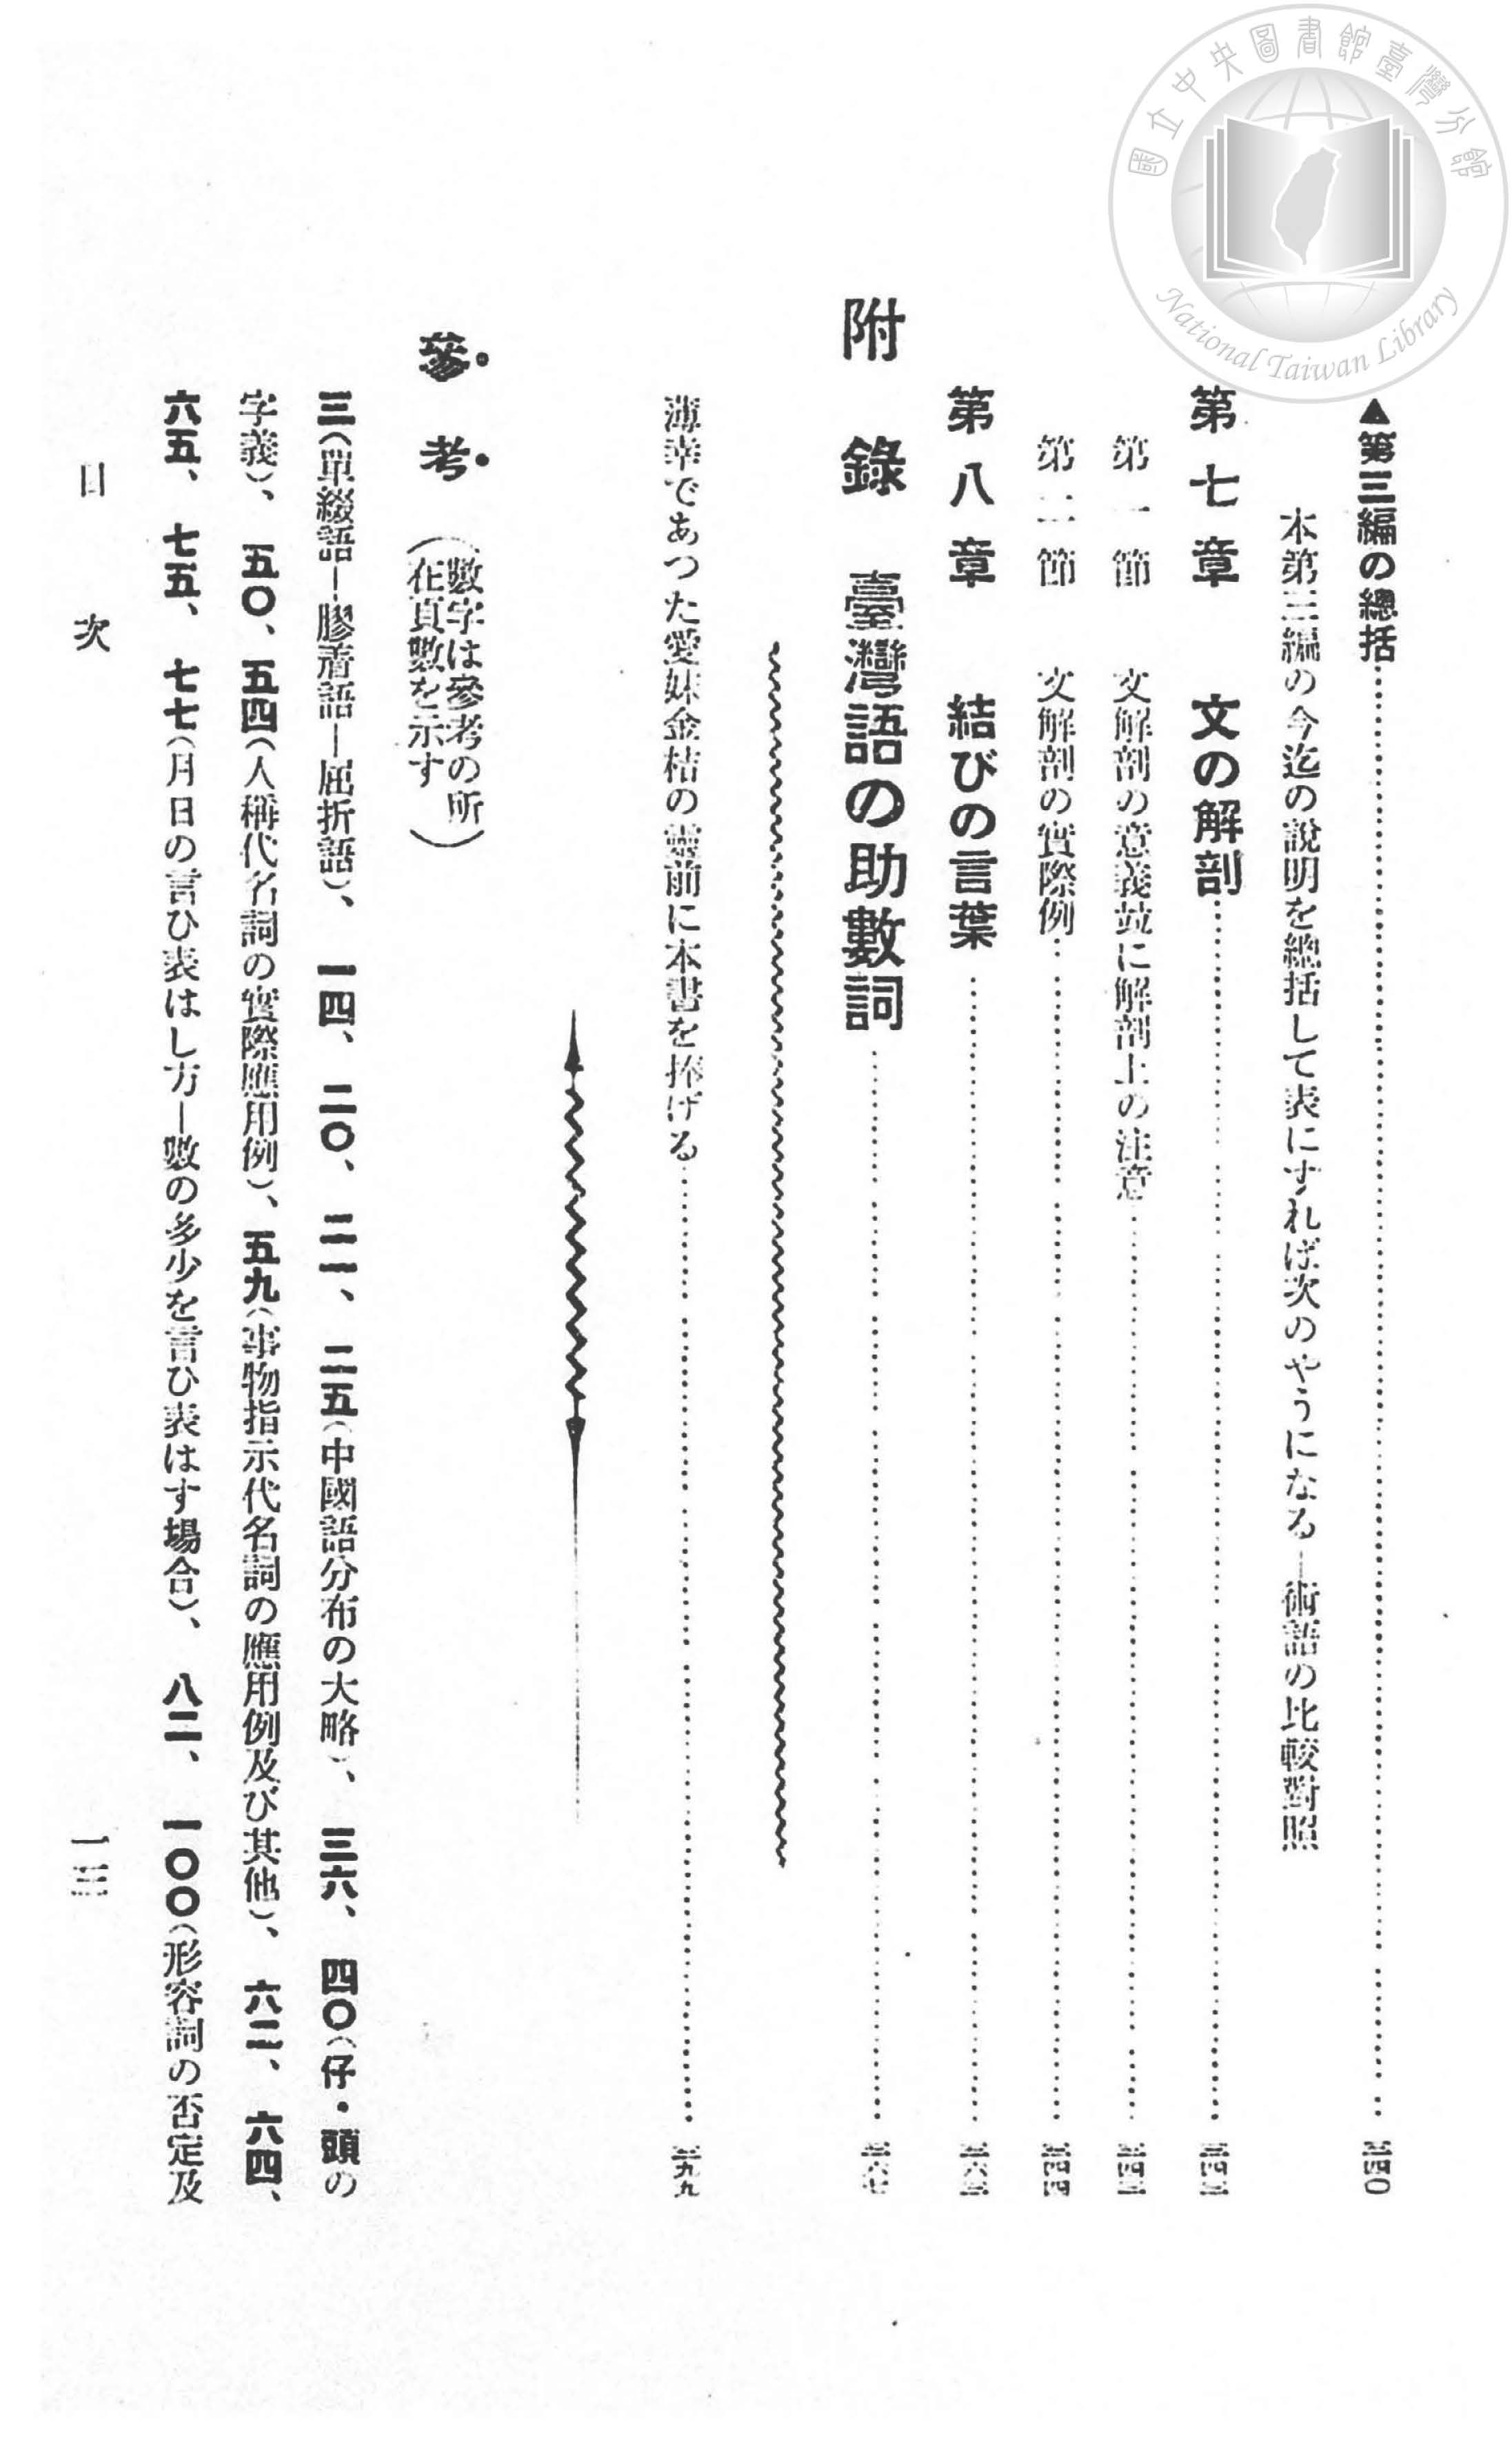 國立中央圖書館臺灣分館
National Taiwan Library
▲第三編の總括……二四〇
本第三編の今迄の說明を總括して表にすれば次のやうになる—術語の比較對照
第七章 文の解剖……
第一節 文解剖の意義竝に解剖上の注意……
第二節 文解剖の實際例……二四四
第八章 結びの言葉……
附錄 臺灣語の助數詞……
薄幸であつた愛妹金桔の靈前に本書を捧げる……二九九
參考(數字は參考の所在頁數を示す)
三(單綴語—膠着語—屈折語)、一四、二〇、二一、二五(中國語分布の大略)、三六、四〇(仔・頭の
字義)、五〇、五四(人稱代名詞の實際應用例)、五九(事物指示代名詞の應用例及び其他)、六二、六四、
六五、七五、七七(月日の言ひ表はし方—數の多少を言ひ表はす場合)、八二、一〇〇(形容詞の否定及
目次 一三